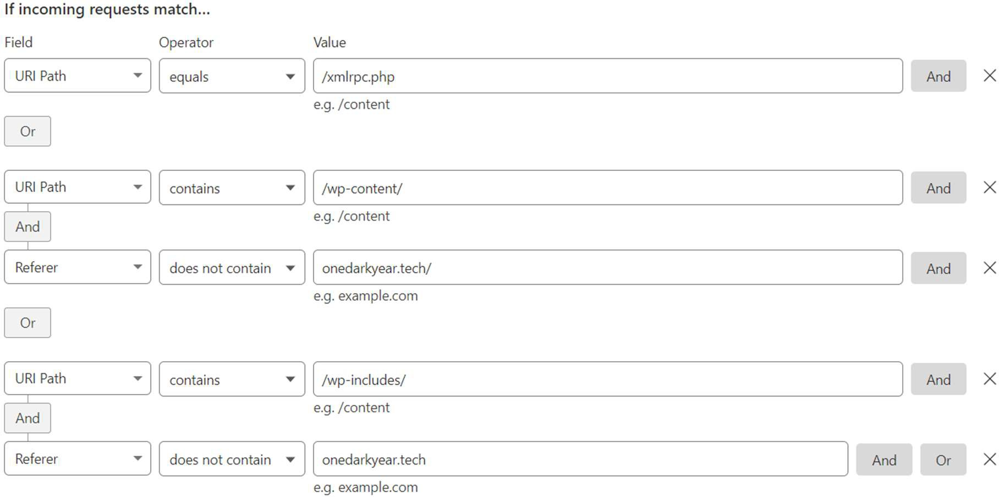 If incoming requests match...
Field Operator Value
URI Path equals /xmlrpc.php And
e.g. /content
Or
URI Path contains /wp-content/ And
e.g. /content
And
Referer does not contain onedarkyear.tech/ And
e.g. example.com
Or
URI Path contains /wp-includes/ And
e.g. /content
And
Referer does not contain onedarkyear.tech And Or
e.g. example.com